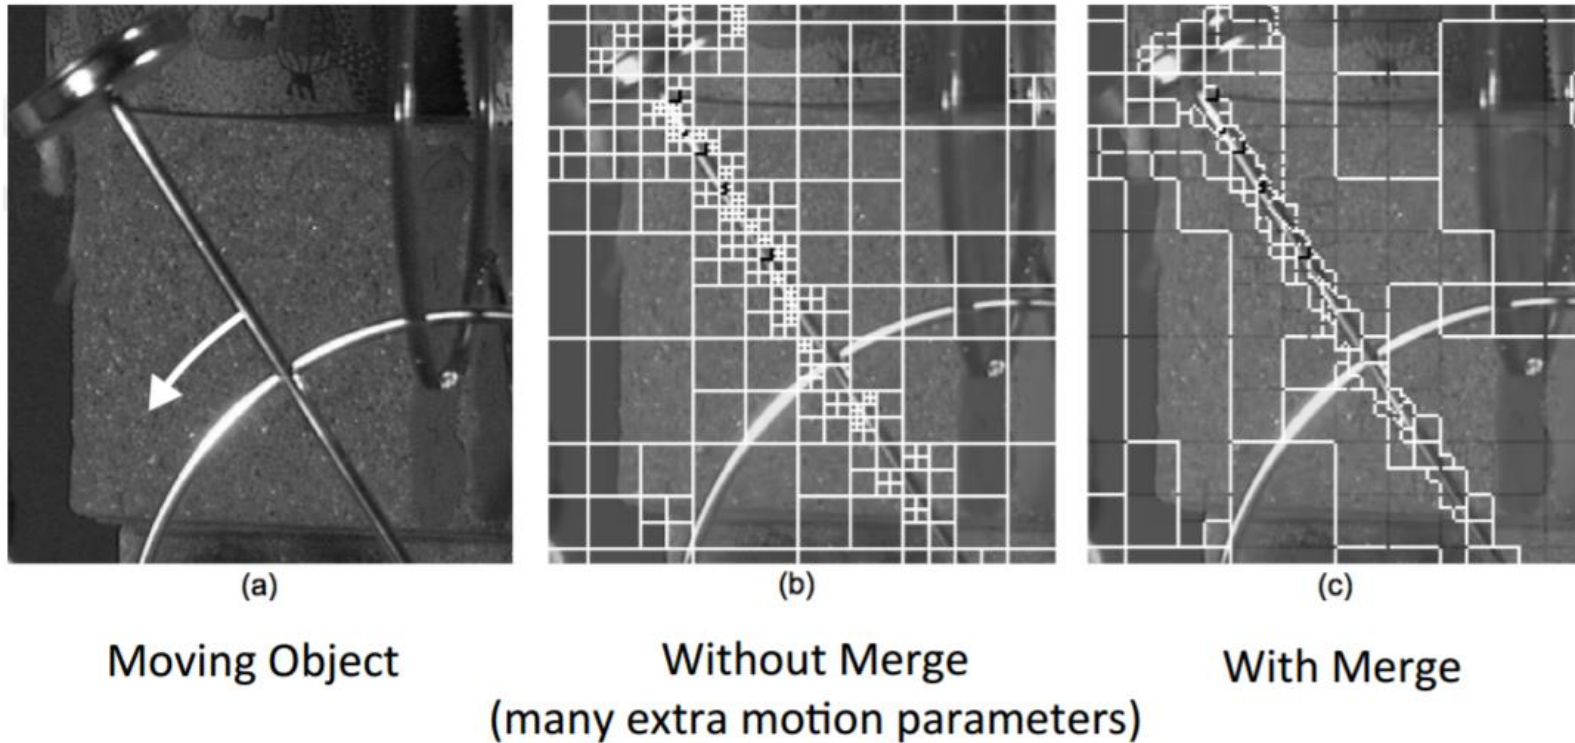 (a)
(b)
(c)
Moving Object
Without Merge
(many extra motion parameters)
With Merge